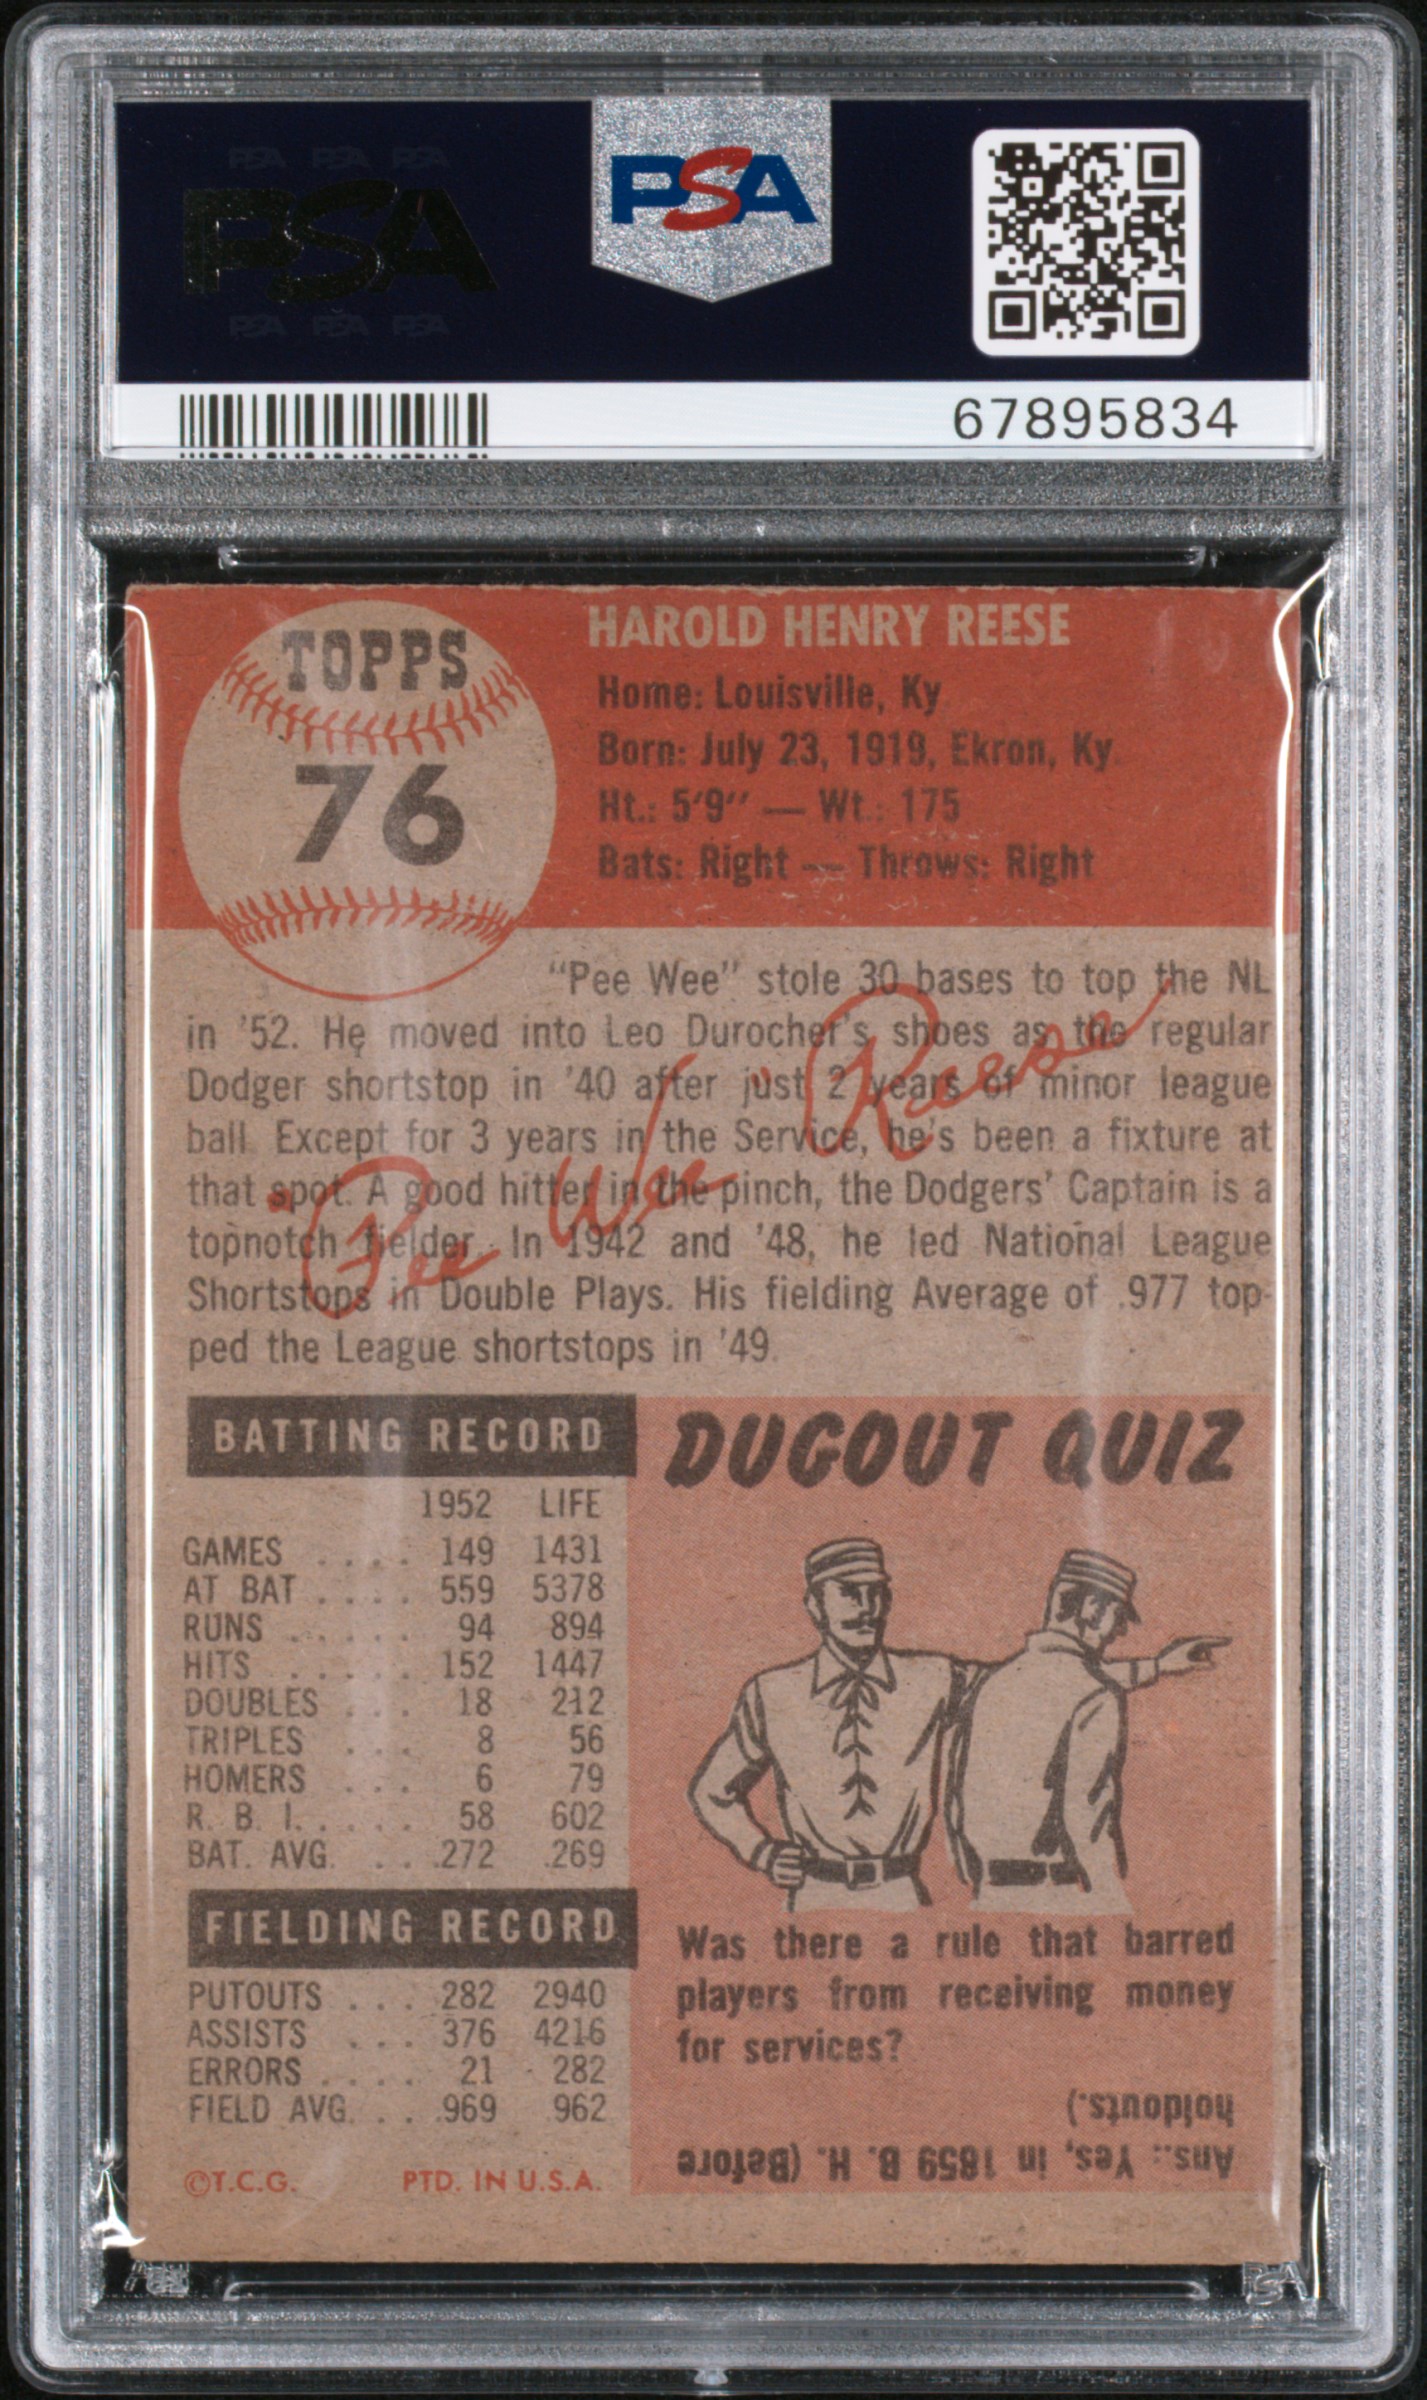 PSA PSA PSA
PSA
PSA PSA PSA
PSA
67895834
TOPPS
76
HAROLD HENRY REESE
Home: Louisville, Ky.
Born: July 23, 1919, Ekron, Ky.
Ht.: 5'9" — Wt.: 175
Bats: Right — Throws: Right
"Pee Wee" stole 30 bases to top the NL
in '52. He moved into Leo Durocher's shoes as the regular
Dodger shortstop in '40 after just 2 years of minor league
ball. Except for 3 years in the Service, he's been a fixture at
that spot. A good hitter in the pinch, the Dodgers' Captain is a
topnotch fielder. In 1942 and '48, he led National League
Shortstops in Double Plays. His fielding Average of .977 top-
ped the League shortstops in '49.
"Pee Wee" Reese
BATTING RECORD
1952 LIFE
GAMES .... 149 1431
AT BAT .... 559 5378
RUNS ...... 94 894
HITS ...... 152 1447
DOUBLES ... 18 212
TRIPLES ... 8 56
HOMERS ... 6 79
R. B. I. ..... 58 602
BAT. AVG. ... .272 .269
FIELDING RECORD
PUTOUTS ... 282 2940
ASSISTS ... 376 4216
ERRORS .... 21 282
FIELD AVG. ... .969 .962
©T.C.G. PTD. IN U.S.A.
DUGOUT QUIZ
Was there a rule that barred
players from receiving money
for services?
Ans.: Yes, in 1859 B. H. (Before
holdouts.)
PSA